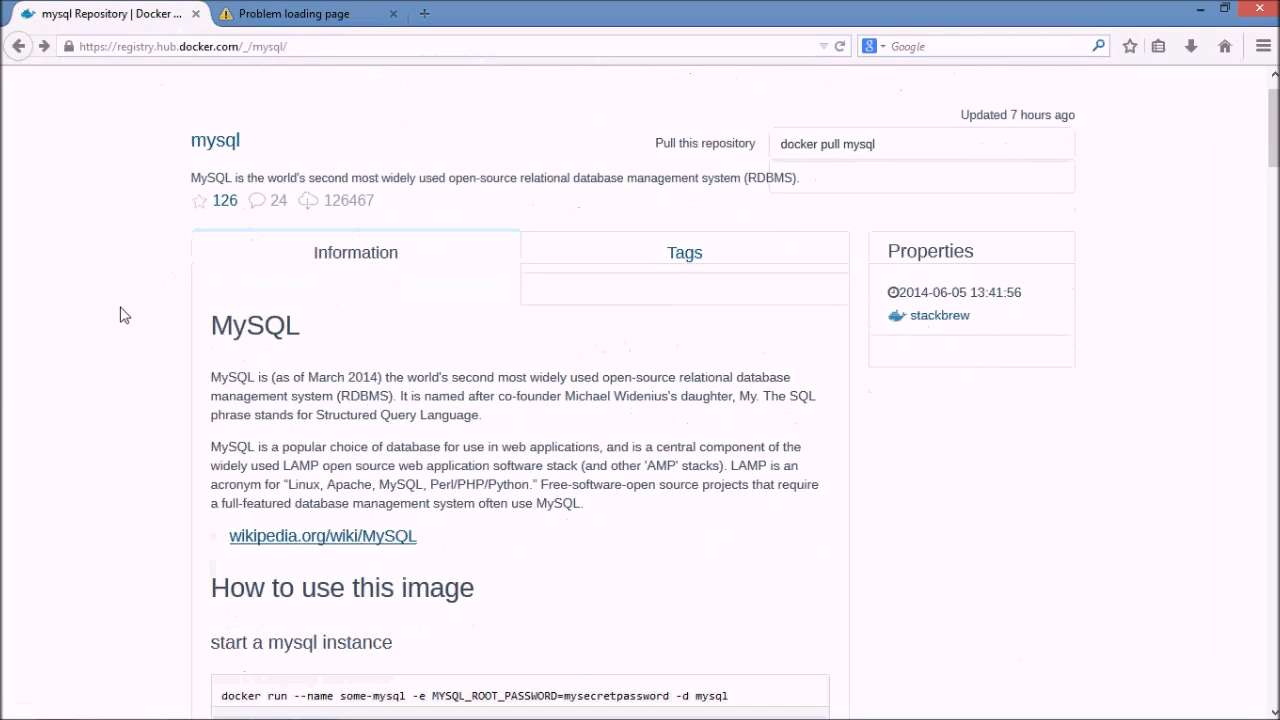 mysql Repository | Docker ...
Problem loading page
https://registry.hub.docker.com/_/mysql/
Google
Updated 7 hours ago
mysql
Pull this repository
docker pull mysql
MySQL is the world's second most widely used open-source relational database management system (RDBMS).
126 24 126467
Information
Tags
Properties
2014-06-05 13:41:56
stackbrew
MySQL
MySQL is (as of March 2014) the world's second most widely used open-source relational database
management system (RDBMS). It is named after co-founder Michael Widenius's daughter, My. The SQL
phrase stands for Structured Query Language.
MySQL is a popular choice of database for use in web applications, and is a central component of the
widely used LAMP open source web application software stack (and other 'AMP' stacks). LAMP is an
acronym for “Linux, Apache, MySQL, Perl/PHP/Python.” Free-software-open source projects that require
a full-featured database management system often use MySQL.
wikipedia.org/wiki/MySQL
How to use this image
start a mysql instance
docker run --name some-mysql -e MYSQL_ROOT_PASSWORD=mysecretpassword -d mysql